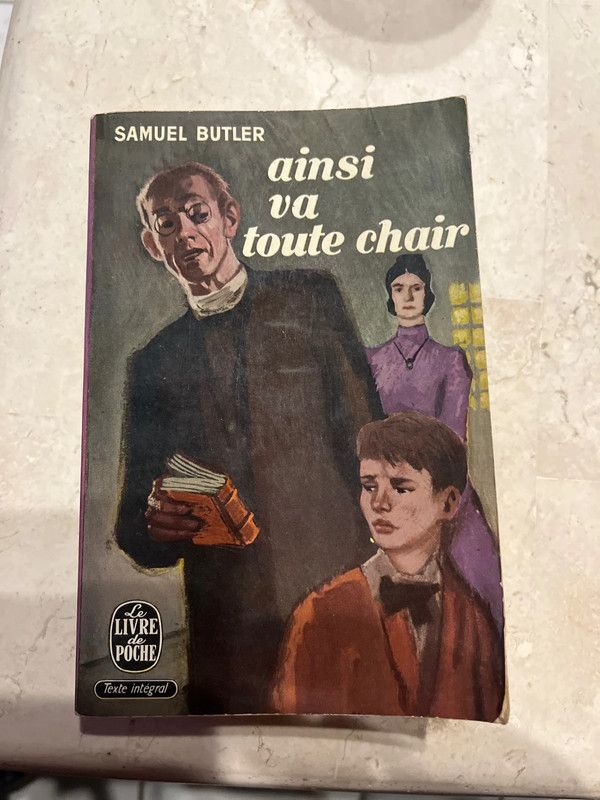 SAMUEL BUTLER
ainsi
va
toute chair
Le
LIVRE
de
POCHE
Texte intégral